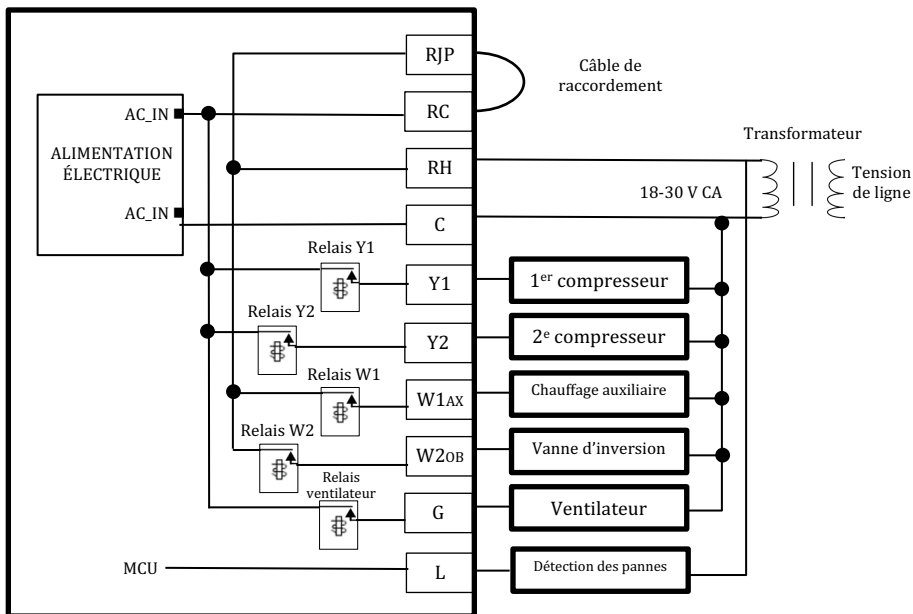 RJP
Câble de
raccordement
AC_IN
RC
Transformateur
ALIMENTATION
ÉLECTRIQUE
RH
Tension
de ligne
18-30 V CA
AC_IN
C
Relais Y1
Y1
1er compresseur
Relais Y2
Y2
2e compresseur
Relais W1
W1AX
Chauffage auxiliaire
Relais W2
W2OB
Vanne d’inversion
Relais
ventilateur
G
Ventilateur
MCU
L
Détection des pannes